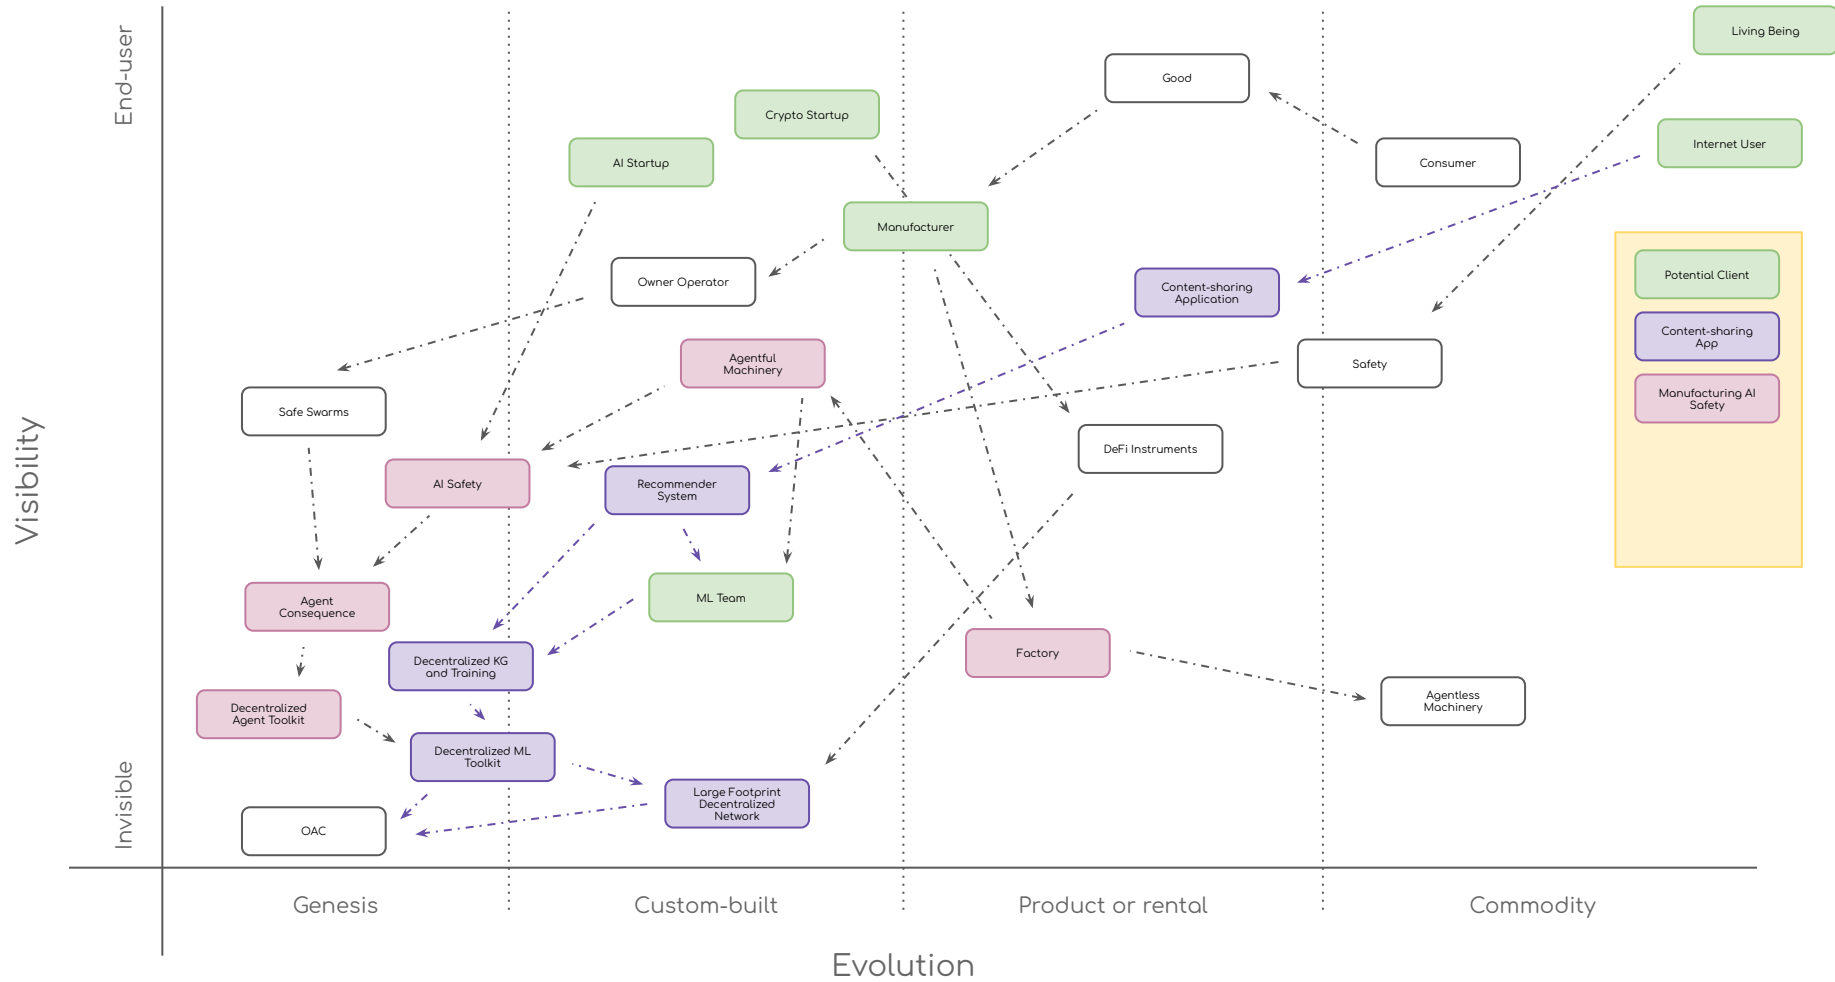 End-user
Living Being
Good
Crypto Startup
Internet User
AI Startup
Consumer
Manufacturer
Owner Operator
Content-sharing
Application
Potential Client
Content-sharing
App
Manufacturing AI
Safety
Agentful
Machinery
Safety
Safe Swarms
DeFi Instruments
AI Safety
Recommender
System
Visibility
Agent
Consequence
ML Team
Decentralized KG
and Training
Factory
Agentless
Machinery
Decentralized
Agent Toolkit
Decentralized ML
Toolkit
Large Footprint
Decentralized
Network
OAC
Invisible
Genesis
Custom-built
Product or rental
Commodity
Evolution